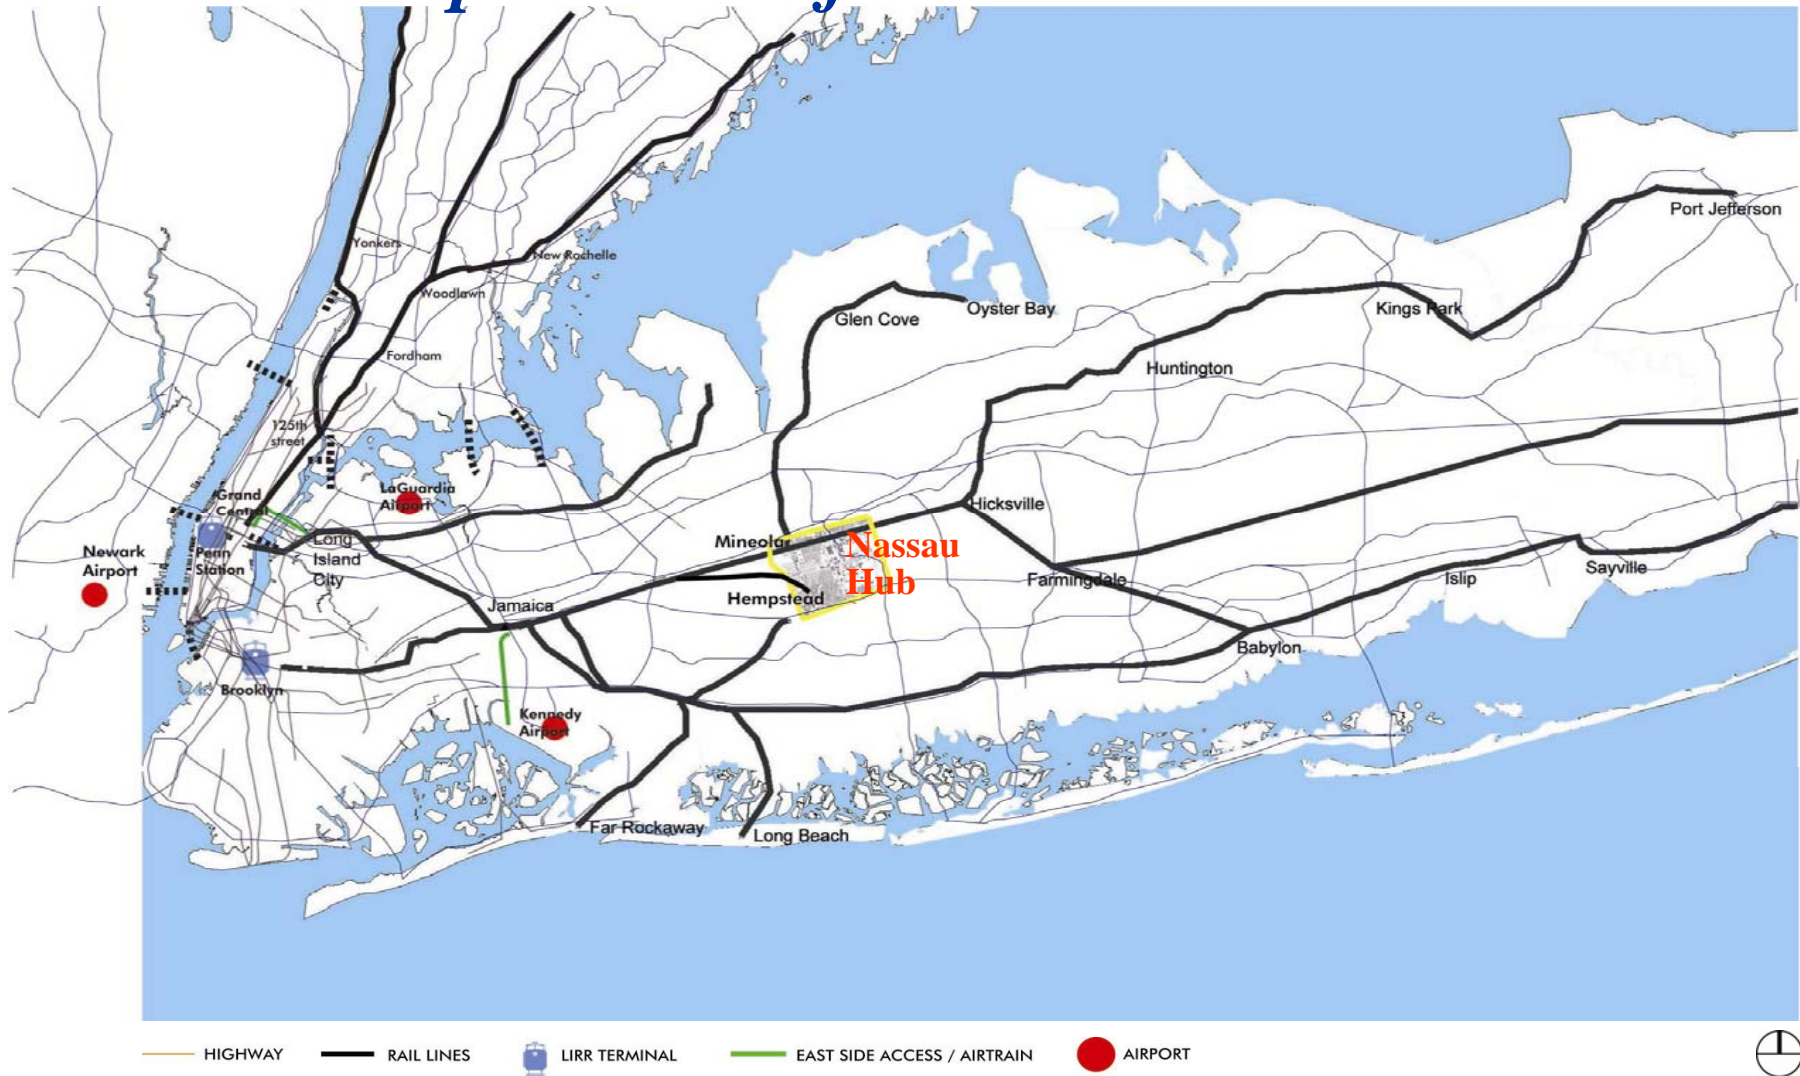 Yonkers
New Rochelle
Woodlawn
Fordham
125th
street
Grand
Central
LaGuardia
Airport
Penn
Station
Long
Island
City
Newark
Airport
Jamaica
Brooklyn
Kennedy
Airport
Far Rockaway
Long Beach
Glen Cove
Oyster Bay
Huntington
Kings Park
Port Jefferson
Hicksville
Mineola
Hempstead
Nassau
Hub
Farmingdale
Babylon
Islip
Sayville
HIGHWAY
RAIL LINES
LIRR TERMINAL
EAST SIDE ACCESS / AIRTRAIN
AIRPORT